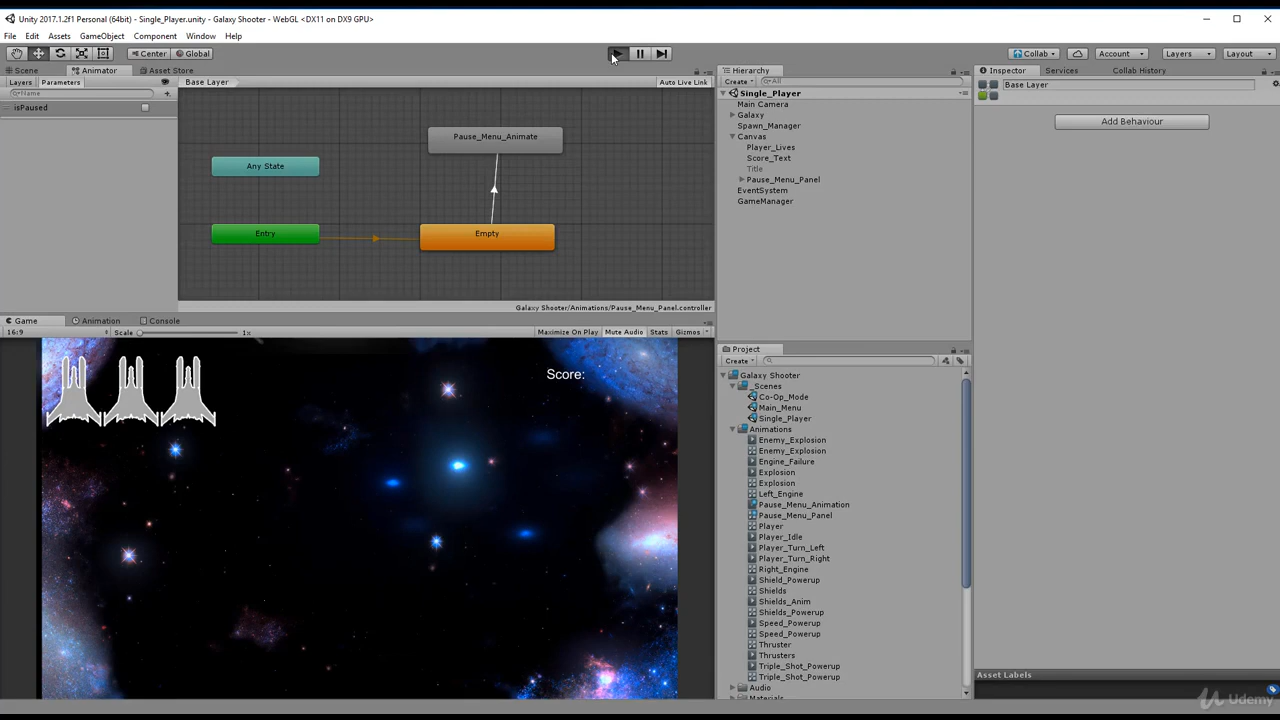 Unity 2017.1.2f1 Personal (64bit) - Single_Player.unity - Galaxy Shooter - WebGL <DX11 on DX9 GPU>
File Edit Assets GameObject Component Window Help
Center Global Collab Account Layers Layout
Scene Animator Asset Store
Layers Parameters Base Layer Auto Live Link
Name
isPaused
Pause_Menu_Animate
Any State
Entry
Empty
Galaxy Shooter/Animations/Pause_Menu_Panel.controller
Game Animation Console
16:9 Scale 1x Maximize On Play Mute Audio Stats Gizmos
Score:
Hierarchy
Create All
Single_Player
Main Camera
Galaxy
Spawn_Manager
Canvas
Player_Lives
Score_Text
Title
Pause_Menu_Panel
EventSystem
GameManager
Project
Create
Galaxy Shooter
_Scenes
Co-Op_Mode
Main_Menu
Single_Player
Animations
Enemy_Explosion
Enemy_Explosion
Engine_Failure
Explosion
Explosion
Left_Engine
Pause_Menu_Animation
Pause_Menu_Panel
Player
Player_Idle
Player_Turn_Left
Player_Turn_Right
Right_Engine
Shield_Powerup
Shields
Shields_Anim
Shields_Powerup
Speed_Powerup
Speed_Powerup
Thruster
Thrusters
Triple_Shot_Powerup
Triple_Shot_Powerup
Audio
Materials
Inspector Services Collab History
Base Layer
Add Behaviour
Asset Labels
Udemy